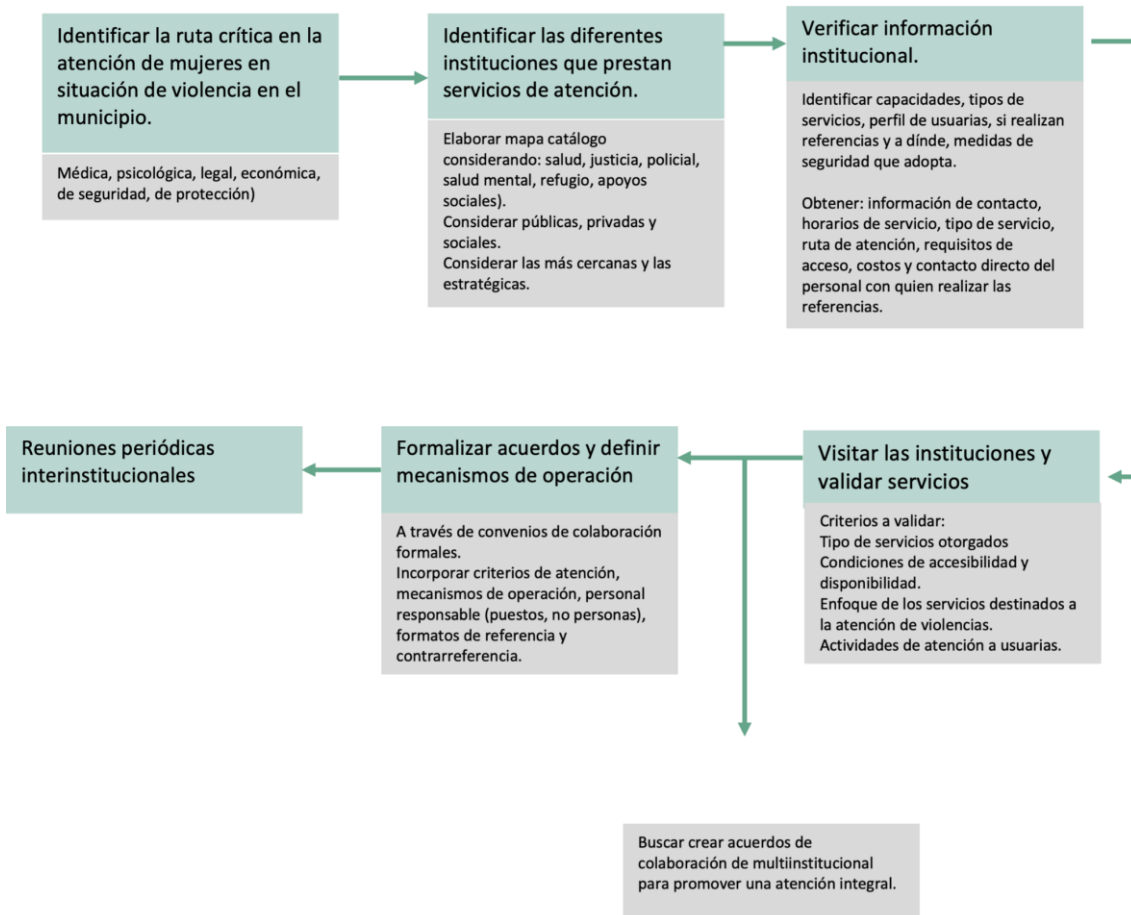 Identificar la ruta crítica en la
atención de mujeres en
situación de violencia en el
municipio.
Médica, psicológica, legal, económica,
de seguridad, de protección)
Identificar las diferentes
instituciones que prestan
servicios de atención.
Elaborar mapa catálogo
considerando: salud, justicia, policial,
salud mental, refugio, apoyos
sociales).
Considerar públicas, privadas y
sociales.
Considerar las más cercanas y las
estratégicas.
Verificar información
institucional.
Identificar capacidades, tipos de
servicios, perfil de usuarias, si realizan
referencias y a dínde, medidas de
seguridad que adopta.
Obtener: información de contacto,
horarios de servicio, tipo de servicio,
ruta de atención, requisitos de
acceso, costos y contacto directo del
personal con quien realizar las
referencias.
Visitar las instituciones y
validar servicios
Criterios a validar:
Tipo de servicios otorgados
Condiciones de accesibilidad y
disponibilidad.
Enfoque de los servicios destinados a
la atención de violencias.
Actividades de atención a usuarias.
Formalizar acuerdos y definir
mecanismos de operación
A través de convenios de colaboración
formales.
Incorporar criterios de atención,
mecanismos de operación, personal
responsable (puestos, no personas),
formatos de referencia y
contrarreferencia.
Reuniones periódicas
interinstitucionales
Buscar crear acuerdos de
colaboración de multiinstitucional
para promover una atención integral.